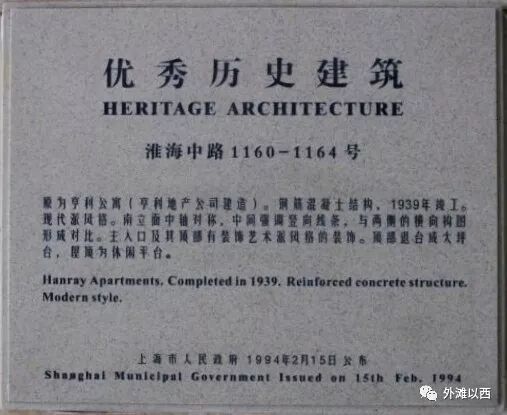 优秀历史建筑
HERITAGE ARCHITECTURE
淮海中路1160-1164号
原为亨利公寓(亨利地产公司建造)。钢筋混凝土结构、1939年竣工。
现代派风格。南立面中轴对称,中间强调竖向线条,与两侧的横向构图
形成对比。主入口及其顶部有装饰艺术派风格的装饰。顶部退台成大坪
台,屋顶为休闲平台。
Hanray Apartments. Completed in 1939. Reinforced concrete structure.
Modern style.
上海市人民政府 1994年2月15日公布
Shanghai Municipal Government Issued on 15th Feb. 1994
外滩以西